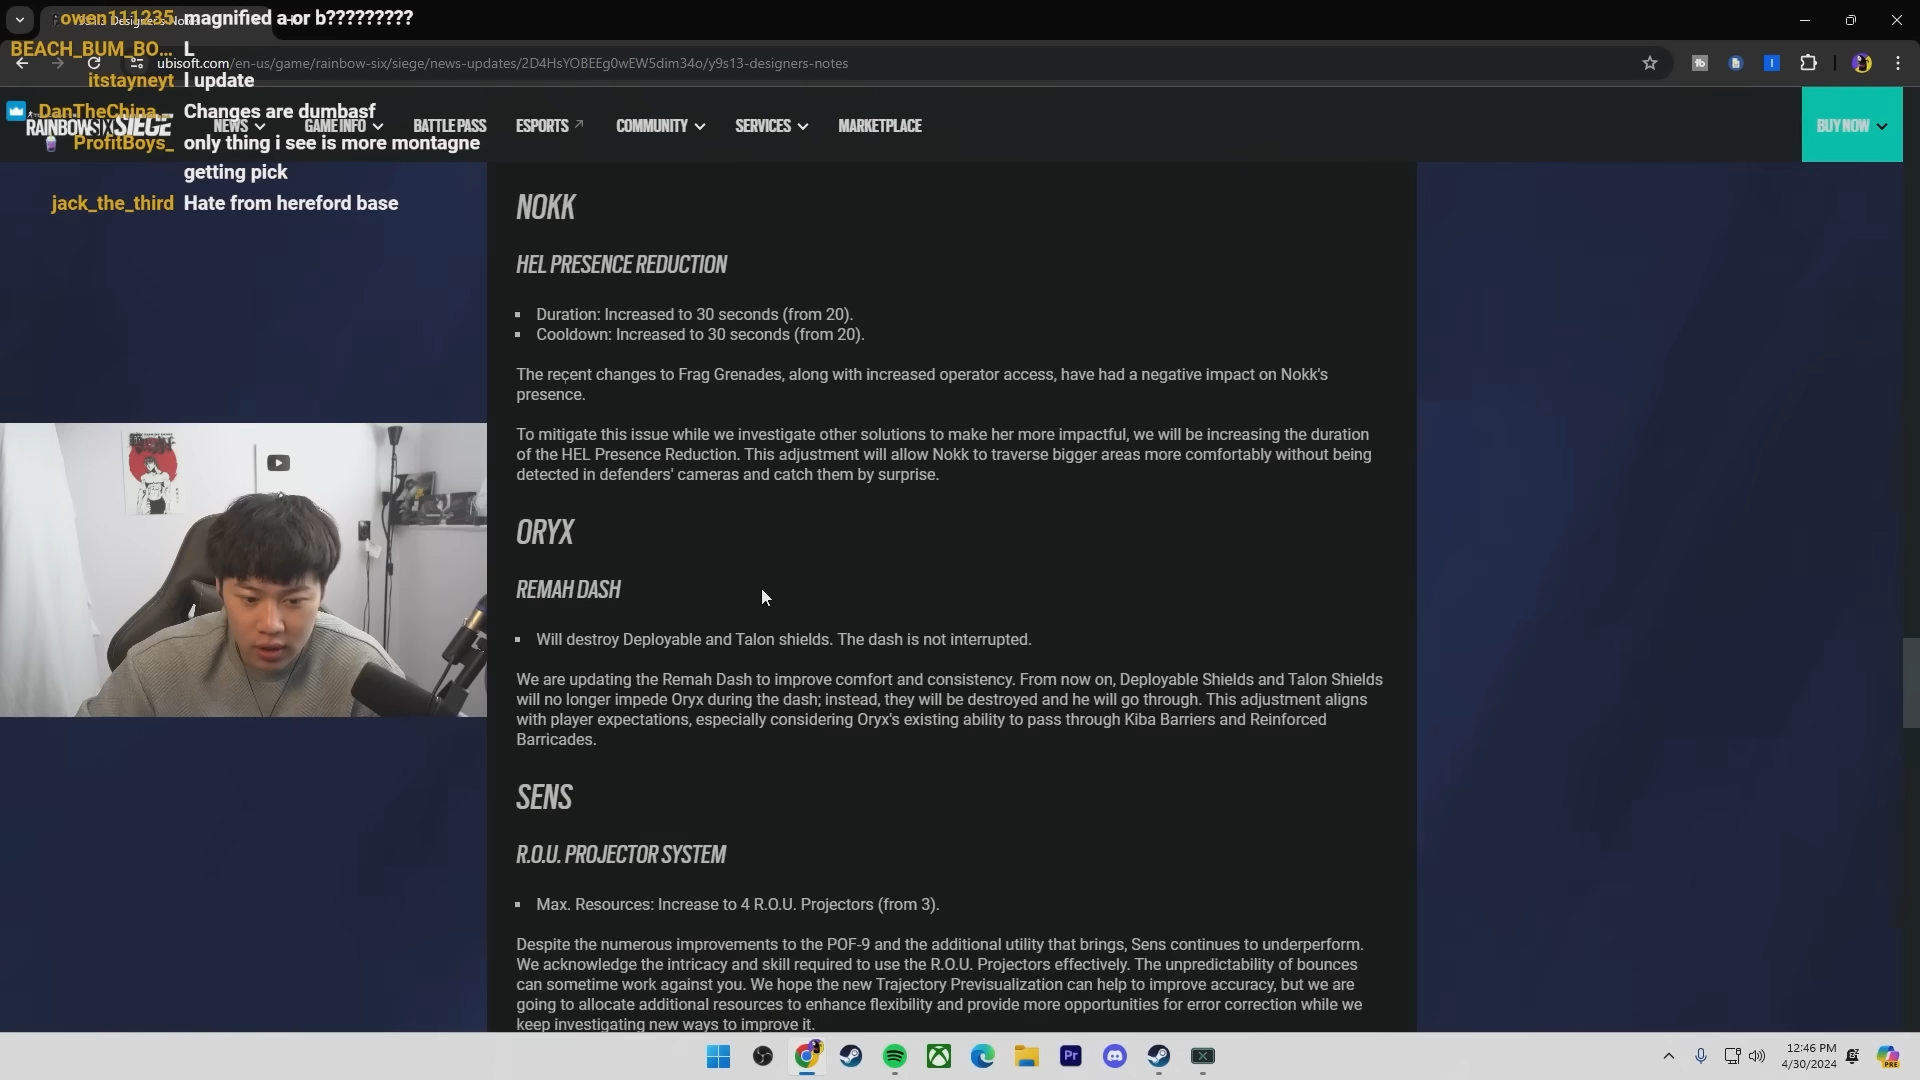 owen111235 magnified a or b?????????
BEACH_BUM_BO... L
ubisoft.com/en-us/game/rainbow-six/siege/news-updates/2D4HsYOBEEg0wEW5dim34o/y9s13-designers-notes
itstayneyt I update
DanTheChina... Changes are dumbasf
RAINBOWSIX SIEGE NEWS GAME INFO BATTLE PASS ESPORTS COMMUNITY SERVICES MARKETPLACE BUY NOW
ProfitBoys_ only thing i see is more montagne
getting pick
jack_the_third Hate from hereford base
NOKK
HEL PRESENCE REDUCTION
Duration: Increased to 30 seconds (from 20).
Cooldown: Increased to 30 seconds (from 20).
The recent changes to Frag Grenades, along with increased operator access, have had a negative impact on Nokk's
presence.
To mitigate this issue while we investigate other solutions to make her more impactful, we will be increasing the duration
of the HEL Presence Reduction. This adjustment will allow Nokk to traverse bigger areas more comfortably without being
detected in defenders' cameras and catch them by surprise.
ORYX
REMAH DASH
Will destroy Deployable and Talon shields. The dash is not interrupted.
We are updating the Remah Dash to improve comfort and consistency. From now on, Deployable Shields and Talon Shields
will no longer impede Oryx during the dash; instead, they will be destroyed and he will go through. This adjustment aligns
with player expectations, especially considering Oryx's existing ability to pass through Kiba Barriers and Reinforced
Barricades.
SENS
R.O.U. PROJECTOR SYSTEM
Max. Resources: Increase to 4 R.O.U. Projectors (from 3).
Despite the numerous improvements to the POF-9 and the additional utility that brings, Sens continues to underperform.
We acknowledge the intricacy and skill required to use the R.O.U. Projectors effectively. The unpredictability of bounces
can sometime work against you. We hope the new Trajectory Previsualization can help to improve accuracy, but we are
going to allocate additional resources to enhance flexibility and provide more opportunities for error correction while we
keep investigating new ways to improve it.
Pr
12:46 PM
4/30/2024
PRE